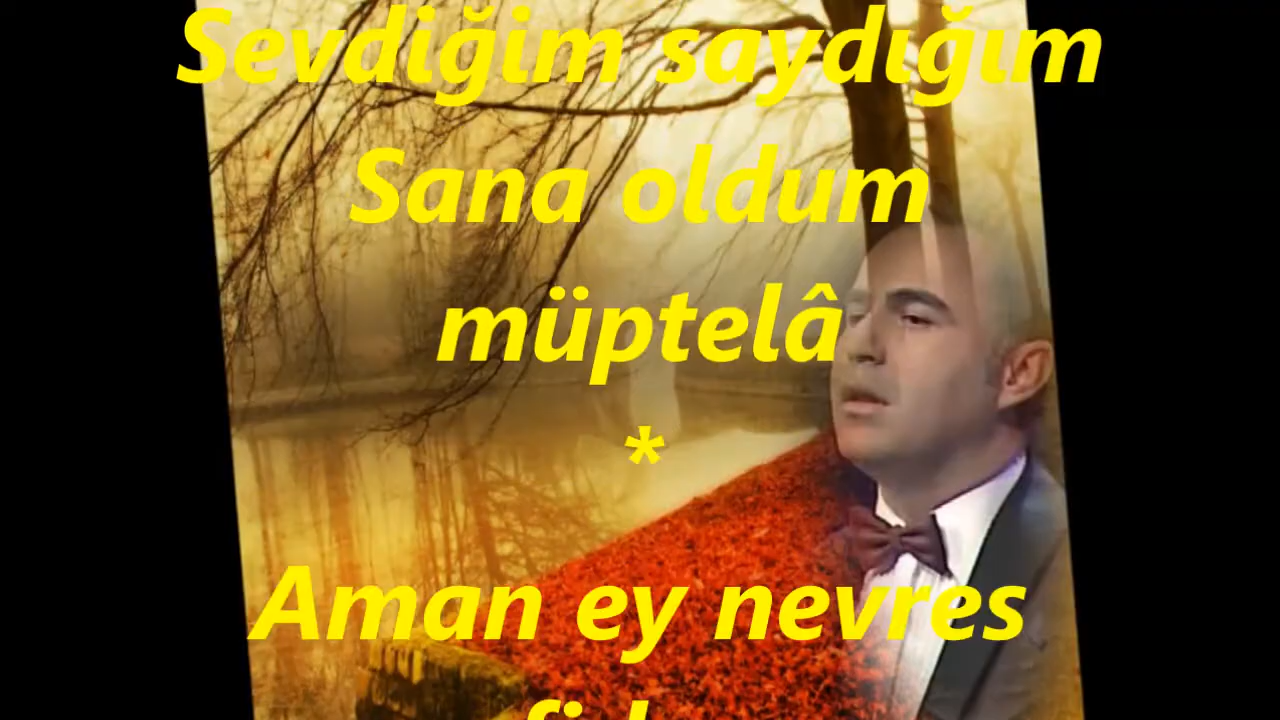 Sevdiğim saydığım
Sana oldum
müptelâ
*
Aman ey nevres